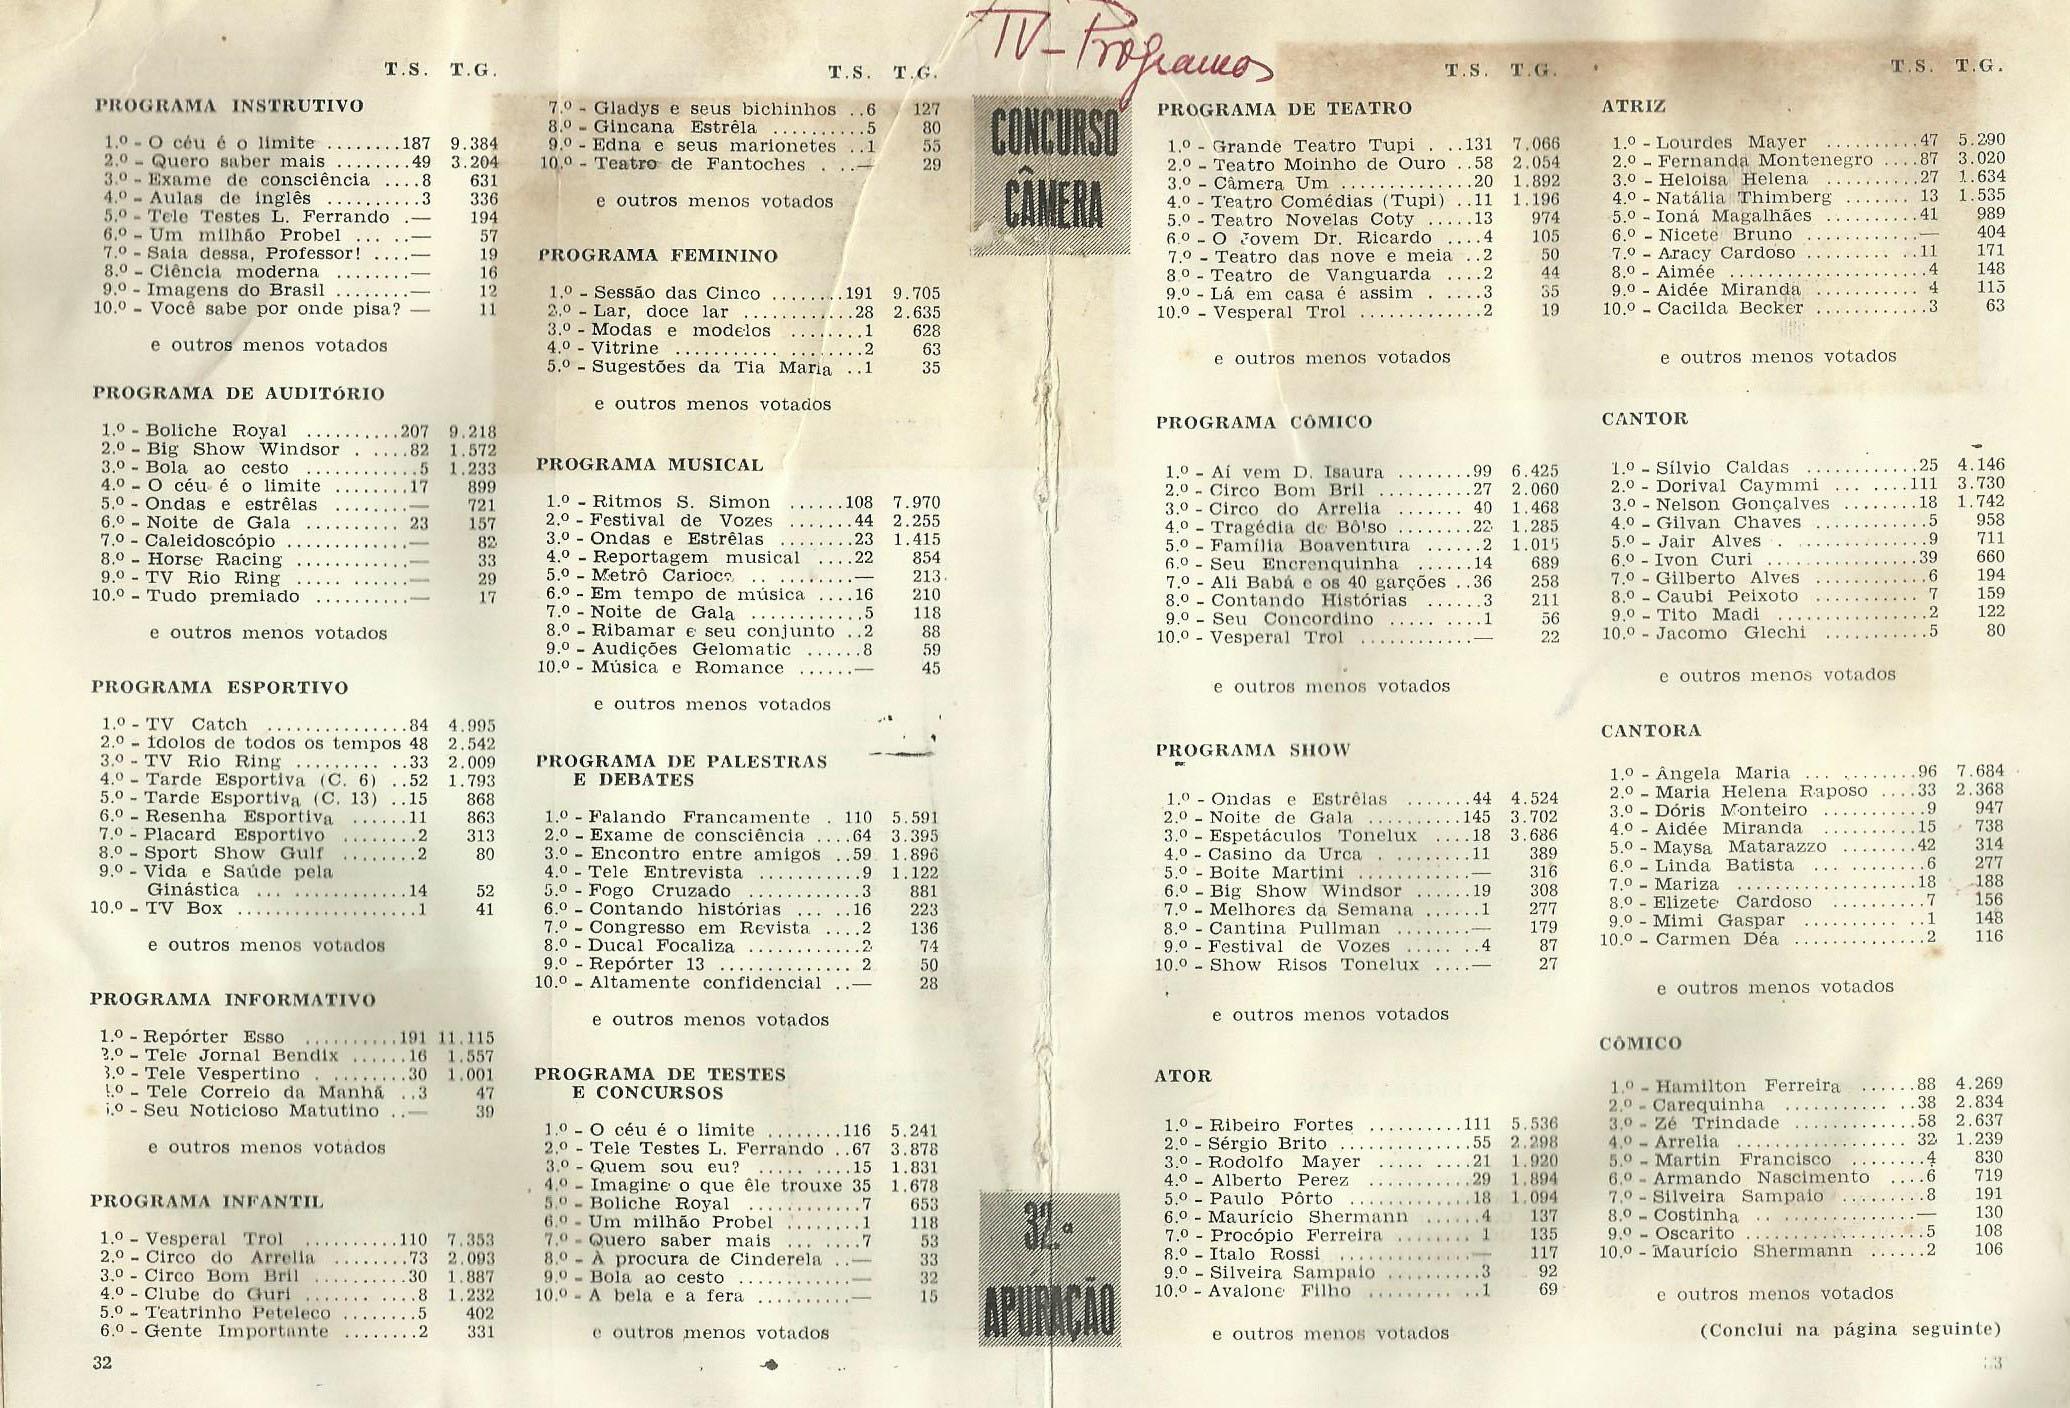 TV-Programas
T.S. T.G.
PROGRAMA INSTRUTIVO
1.º - O céu é o limite ........187 9.384
2.º - Quero saber mais .......49 3.204
3.º - Exame de consciência ....8 631
4.º - Aulas de inglês ..........3 336
5.º - Tele Testes L. Ferrando .— 194
6.º - Um milhão Probel ... ..— 57
7.º - Saia dessa, Professor! ....— 19
8.º - Ciência moderna ........— 16
9.º - Imagens do Brasil ........— 12
10.º - Você sabe por onde pisa? — 11
e outros menos votados
PROGRAMA DE AUDITÓRIO
1.º - Boliche Royal ..........207 9.218
2.º - Big Show Windsor . ....82 1.572
3.º - Bola ao cesto ............5 1.233
4.º - O céu é o limite ........17 899
5.º - Ondas e estrêlas ........— 721
6.º - Noite de Gala .......... 23 157
7.º - Caleidoscópio .............— 82
8.º - Horse Racing ............— 33
9.º - TV Rio Ring ..... ......— 29
10.º - Tudo premiado ..........— 17
e outros menos votados
PROGRAMA ESPORTIVO
1.º - TV Catch ...............84 4.995
2.º - Ídolos de todos os tempos 48 2.542
3.º - TV Rio Ring ......... ..33 2.009
4.º - Tarde Esportiva (C. 6) ..52 1.793
5.º - Tarde Esportiva (C. 13) ..15 868
6.º - Resenha Esportiva ......11 863
7.º - Placard Esportivo .......2 313
8.º - Sport Show Gulf ........2 80
9.º - Vida e Saúde pela
Ginástica ... ............14 52
10.º - TV Box ...................1 41
e outros menos votados
PROGRAMA INFORMATIVO
1.º - Repórter Esso ..........191 11.115
2.º - Tele Jornal Bendix ......16 1.557
3.º - Tele Vespertino . ........30 1.001
4.º - Tele Correio da Manhã ..3 47
5.º - Seu Noticioso Matutino ..— 39
e outros menos votados
PROGRAMA INFANTIL
1.º - Vesperal Trol ..........110 7.353
2.º - Circo do Arrelia ........73 2.093
3.º - Circo Bom Bril ..........30 1.887
4.º - Clube do Guri ...........8 1.232
5.º - Teatrinho Peteleco ......5 402
6.º - Gente Importante ........2 331
32
T.S. T.G.
7.º - Gladys e seus bichinhos ..6 127
8.º - Gincana Estrêla ..........5 80
9.º - Edna e seus marionetes ..1 55
10.º - Teatro de Fantoches . ..— 29
e outros menos votados
PROGRAMA FEMININO
1.º - Sessão das Cinco ........191 9.705
2.º - Lar, doce lar ............28 2.635
3.º - Modas e modelos ........1 628
4.º - Vitrine ........... ........2 63
5.º - Sugestões da Tia Maria ..1 35
e outros menos votados
PROGRAMA MUSICAL
1.º - Ritmos S. Simon ......108 7.970
2.º - Festival de Vozes .......44 2.255
3.º - Ondas e Estrêlas ........23 1.415
4.º - Reportagem musical ....22 854
5.º - Metrô Carioca .. ........— 213
6.º - Em tempo de música ....16 210
7.º - Noite de Gala ............5 118
8.º - Ribamar e seu conjunto ..2 88
9.º - Audições Gelomatic ......8 59
10.º - Música e Romance ......— 45
e outros menos votados
PROGRAMA DE PALESTRAS
E DEBATES
1.º - Falando Francamente . 110 5.591
2.º - Exame de consciência ....64 3.395
3.º - Encontro entre amigos ..59 1.896
4.º - Tele Entrevista ..........9 1.122
5.º - Fogo Cruzado ............3 881
6.º - Contando histórias ... ..16 223
7.º - Congresso em Revista ....2 136
8.º - Ducal Focaliza ...........2 74
9.º - Repórter 13 ............. 2 50
10.º - Altamente confidencial ..— 28
e outros menos votados
PROGRAMA DE TESTES
E CONCURSOS
1.º - O céu é o limite ........116 5.241
2.º - Tele Testes L. Ferrando ..67 3.878
3.º - Quem sou eu? ..... ....15 1.831
4.º - Imagine o que êle trouxe 35 1.678
5.º - Boliche Royal ............7 653
6.º - Um milhão Probel ........1 118
7.º - Quero saber mais ... ....7 53
8.º - À procura de Cinderela ..— 33
9.º - Bola ao cesto ............— 32
10.º - A bela e a fera ..........— 15
e outros menos votados
CONCURSO
CÂMERA
32.ª
APURAÇÃO
T.S. T.G.
PROGRAMA DE TEATRO
1.º - Grande Teatro Tupi . ...131 7.066
2.º - Teatro Moinho de Ouro ..58 2.054
3.º - Câmera Um .............20 1.892
4.º - Teatro Comédias (Tupi) ..11 1.196
5.º - Teatro Novelas Coty .....13 974
6.º - O Jovem Dr. Ricardo ....4 105
7.º - Teatro das nove e meia ..2 50
8.º - Teatro de Vanguarda ....2 44
9.º - Lá em casa é assim . ....3 35
10.º - Vesperal Trol .............2 19
e outros menos votados
PROGRAMA CÔMICO
1.º - Aí vem D. Isaura ........99 6.425
2.º - Circo Bom Bril ..........27 2.060
3.º - Circo do Arrelia ........ 40 1.468
4.º - Tragédia de Bôlso ........22 1.285
5.º - Família Boaventura ......2 1.015
6.º - Seu Encrenquinha ......14 689
7.º - Ali Babá e os 40 garções ..36 258
8.º - Contando Histórias ......3 211
9.º - Seu Concordino ..... ....1 56
10.º - Vesperal Trol ............— 22
e outros menos votados
PROGRAMA SHOW
1.º - Ondas e Estrêlas .......44 4.524
2.º - Noite de Gala ..........145 3.702
3.º - Espetáculos Tonelux ....18 3.686
4.º - Casino da Urca . ........11 389
5.º - Boite Martini ............— 316
6.º - Big Show Windsor ......19 308
7.º - Melhores da Semana ......1 277
8.º - Cantina Pullman ........— 179
9.º - Festival de Vozes ..... ..4 87
10.º - Show Risos Tonelux ....— 27
e outros menos votados
ATOR
1.º - Ribeiro Fortes ..........111 5.536
2.º - Sérgio Brito .............55 2.298
3.º - Rodolfo Mayer ..... ....21 1.920
4.º - Alberto Perez ...........29 1.894
5.º - Paulo Pôrto ............18 1.094
6.º - Maurício Shermann ......4 137
7.º - Procópio Ferreira ........ 1 135
8.º - Italo Rossi ..............— 117
9.º - Silveira Sampaio ..........3 92
10.º - Avalone Filho ......... ..1 69
e outros menos votados
T.S. T.G.
ATRIZ
1.º - Lourdes Mayer ..........47 5.290
2.º - Fernanda Montenegro ....87 3.020
3.º - Heloisa Helena ..........27 1.634
4.º - Natália Thimberg ....... 13 1.535
5.º - Ioná Magalhães ..........41 989
6.º - Nicete Bruno ............— 404
7.º - Aracy Cardoso ......... ..11 171
8.º - Aimée ....................4 148
9.º - Aidée Miranda ........... 4 115
10.º - Cacilda Becker ............3 63
e outros menos votados
CANTOR
1.º - Sílvio Caldas ............25 4.146
2.º - Dorival Caymmi ... .....111 3.730
3.º - Nelson Gonçalves ........18 1.742
4.º - Gilvan Chaves ............5 958
5.º - Jair Alves . .............9 711
6.º - Ivon Curi ................39 660
7.º - Gilberto Alves ............6 194
8.º - Caubi Peixoto ........... 7 159
9.º - Tito Madi ................2 122
10.º - Jacomo Glechi ...........5 80
e outros menos votados
CANTORA
1.º - Ângela Maria ... ........96 7.684
2.º - Maria Helena Raposo ....33 2.368
3.º - Dóris Monteiro ..........9 947
4.º - Aidée Miranda ..........15 738
5.º - Maysa Matarazzo ........42 314
6.º - Linda Batista ............6 277
7.º - Mariza ..................18 188
8.º - Elizete Cardoso ..........7 156
9.º - Mimi Gaspar ............1 148
10.º - Carmen Déa .............2 116
e outros menos votados
CÔMICO
1.º - Hamilton Ferreira ......88 4.269
2.º - Carequinha ........... ..38 2.834
3.º - Zé Trindade ............58 2.637
4.º - Arrelia ..................32 1.239
5.º - Martin Francisco ........4 830
6.º - Armando Nascimento ....6 719
7.º - Silveira Sampaio .........8 191
8.º - Costinha .. .............— 130
9.º - Oscarito ..................5 108
10.º - Maurício Shermann ......2 106
e outros menos votados
(Conclui na página seguinte)